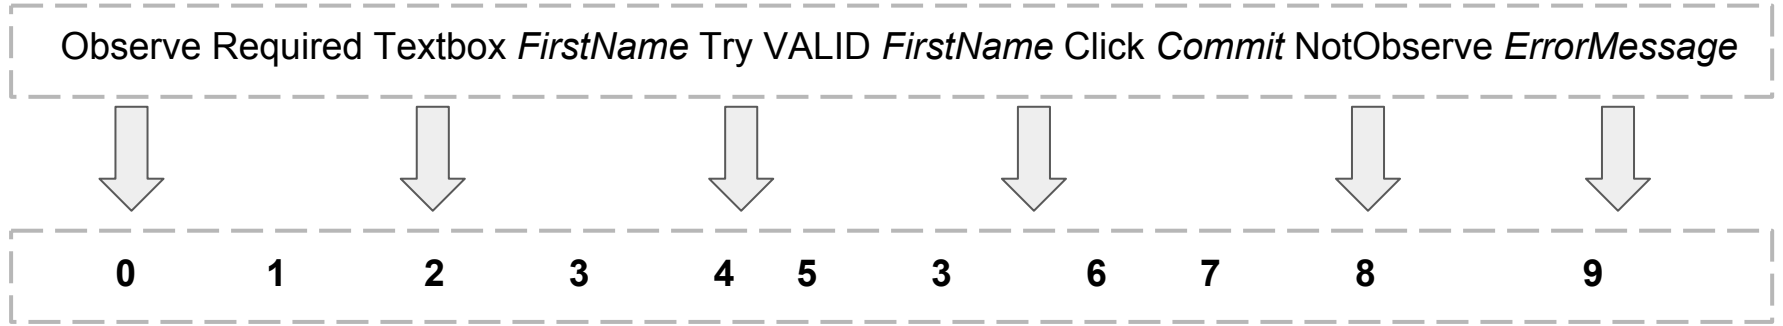 Observe Required Textbox FirstName Try VALID FirstName Click Commit NotObserve ErrorMessage
0 1 2 3 4 5 3 6 7 8 9